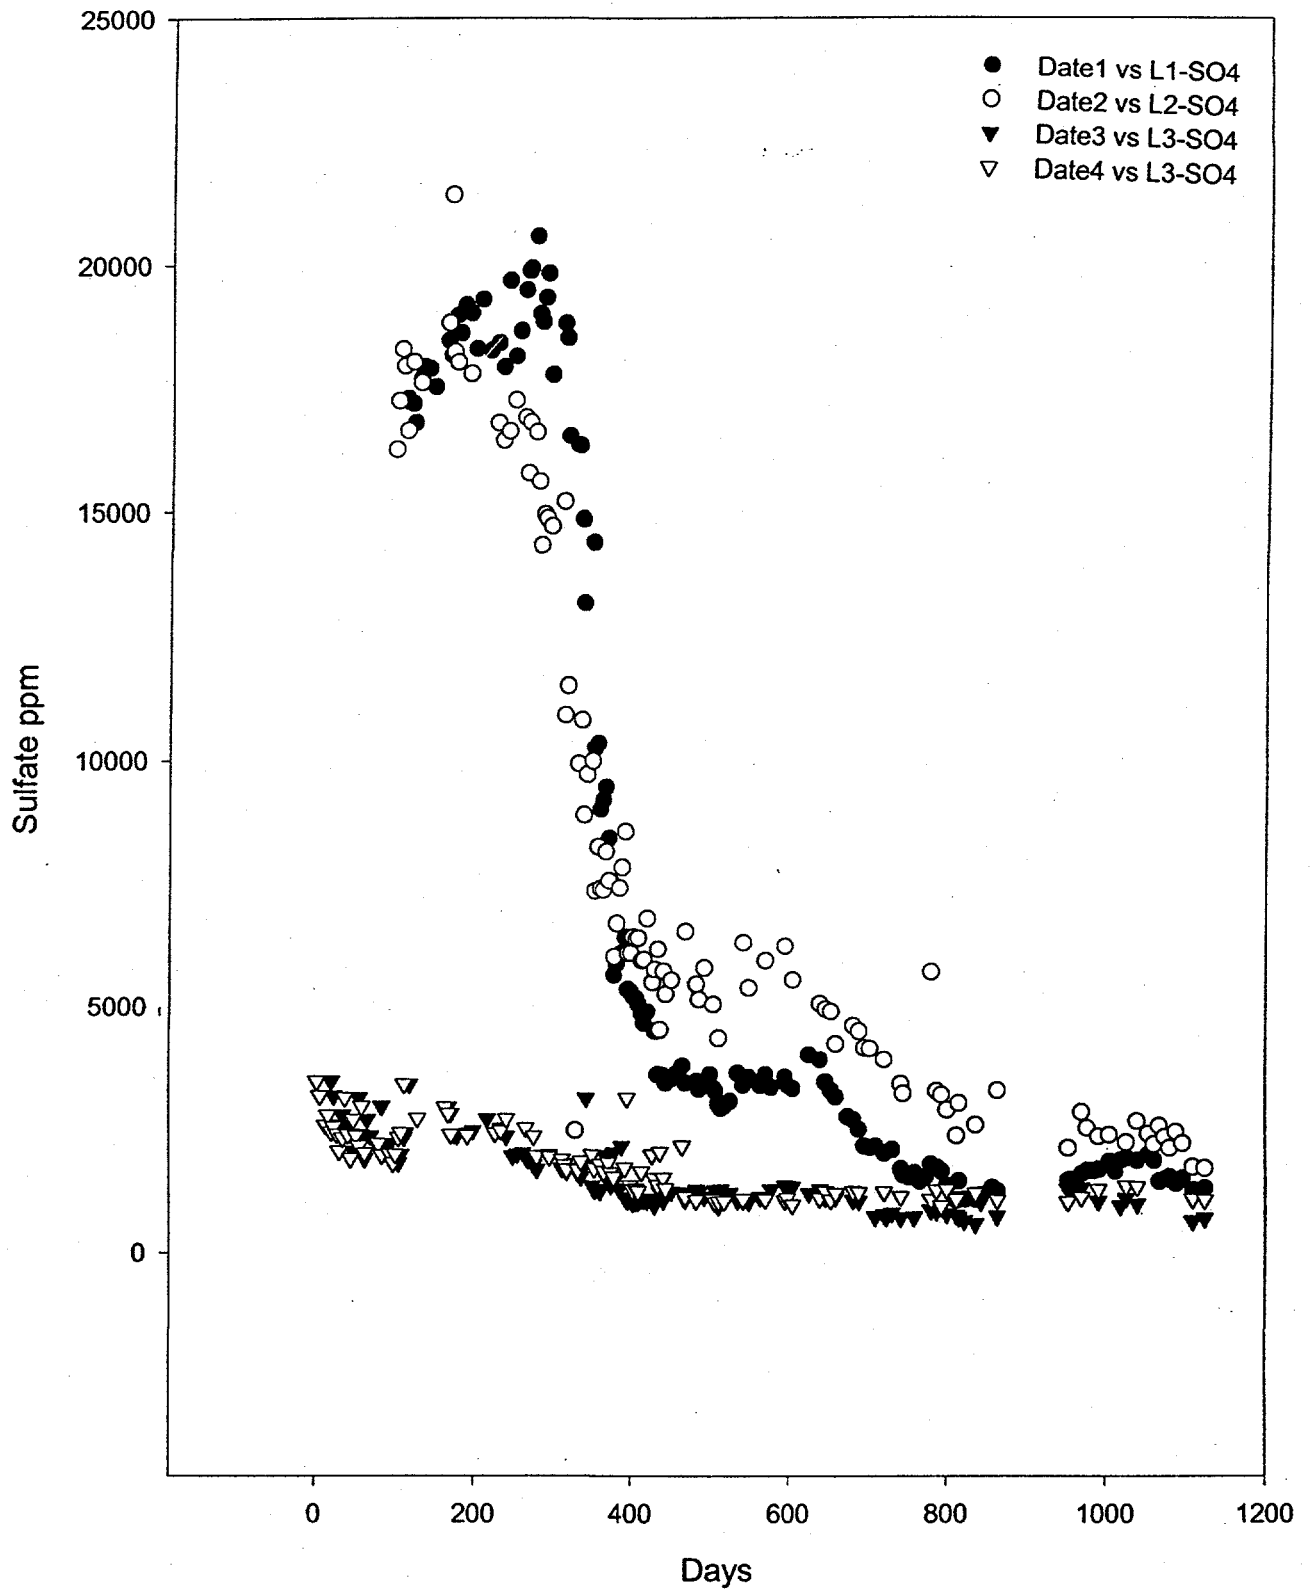 25000
Date1 vs L1-SO4
Date2 vs L2-SO4
Date3 vs L3-SO4
Date4 vs L3-SO4
20000
15000
Sulfate ppm
10000
5000
0
0 200 400 600 800 1000 1200
Days